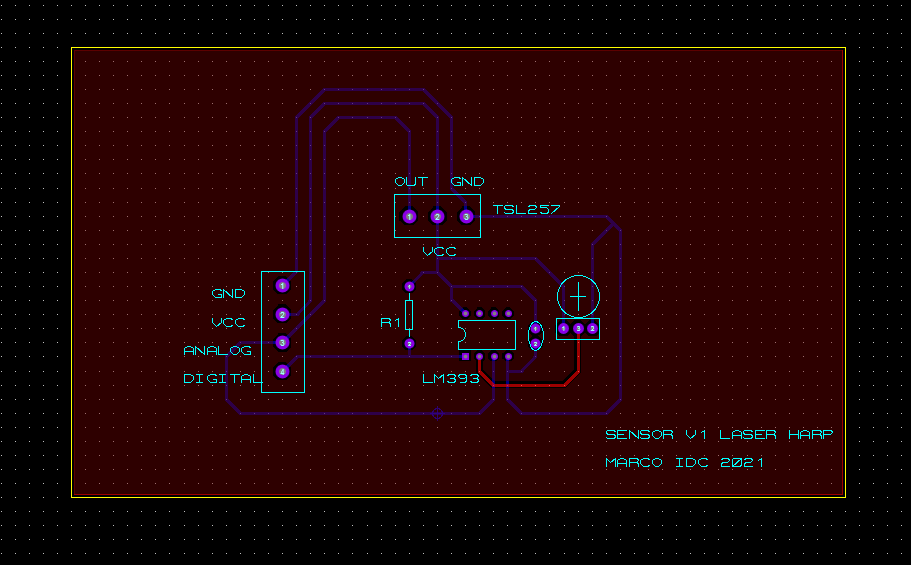 OUT GND
1 2 3
TSL257
VCC
GND
VCC
ANALOG
DIGITAL
1
2
3
4
R1
1
2
1
2
1 3 2
LM393
SENSOR V1 LASER HARP
MARCO IDC 2021